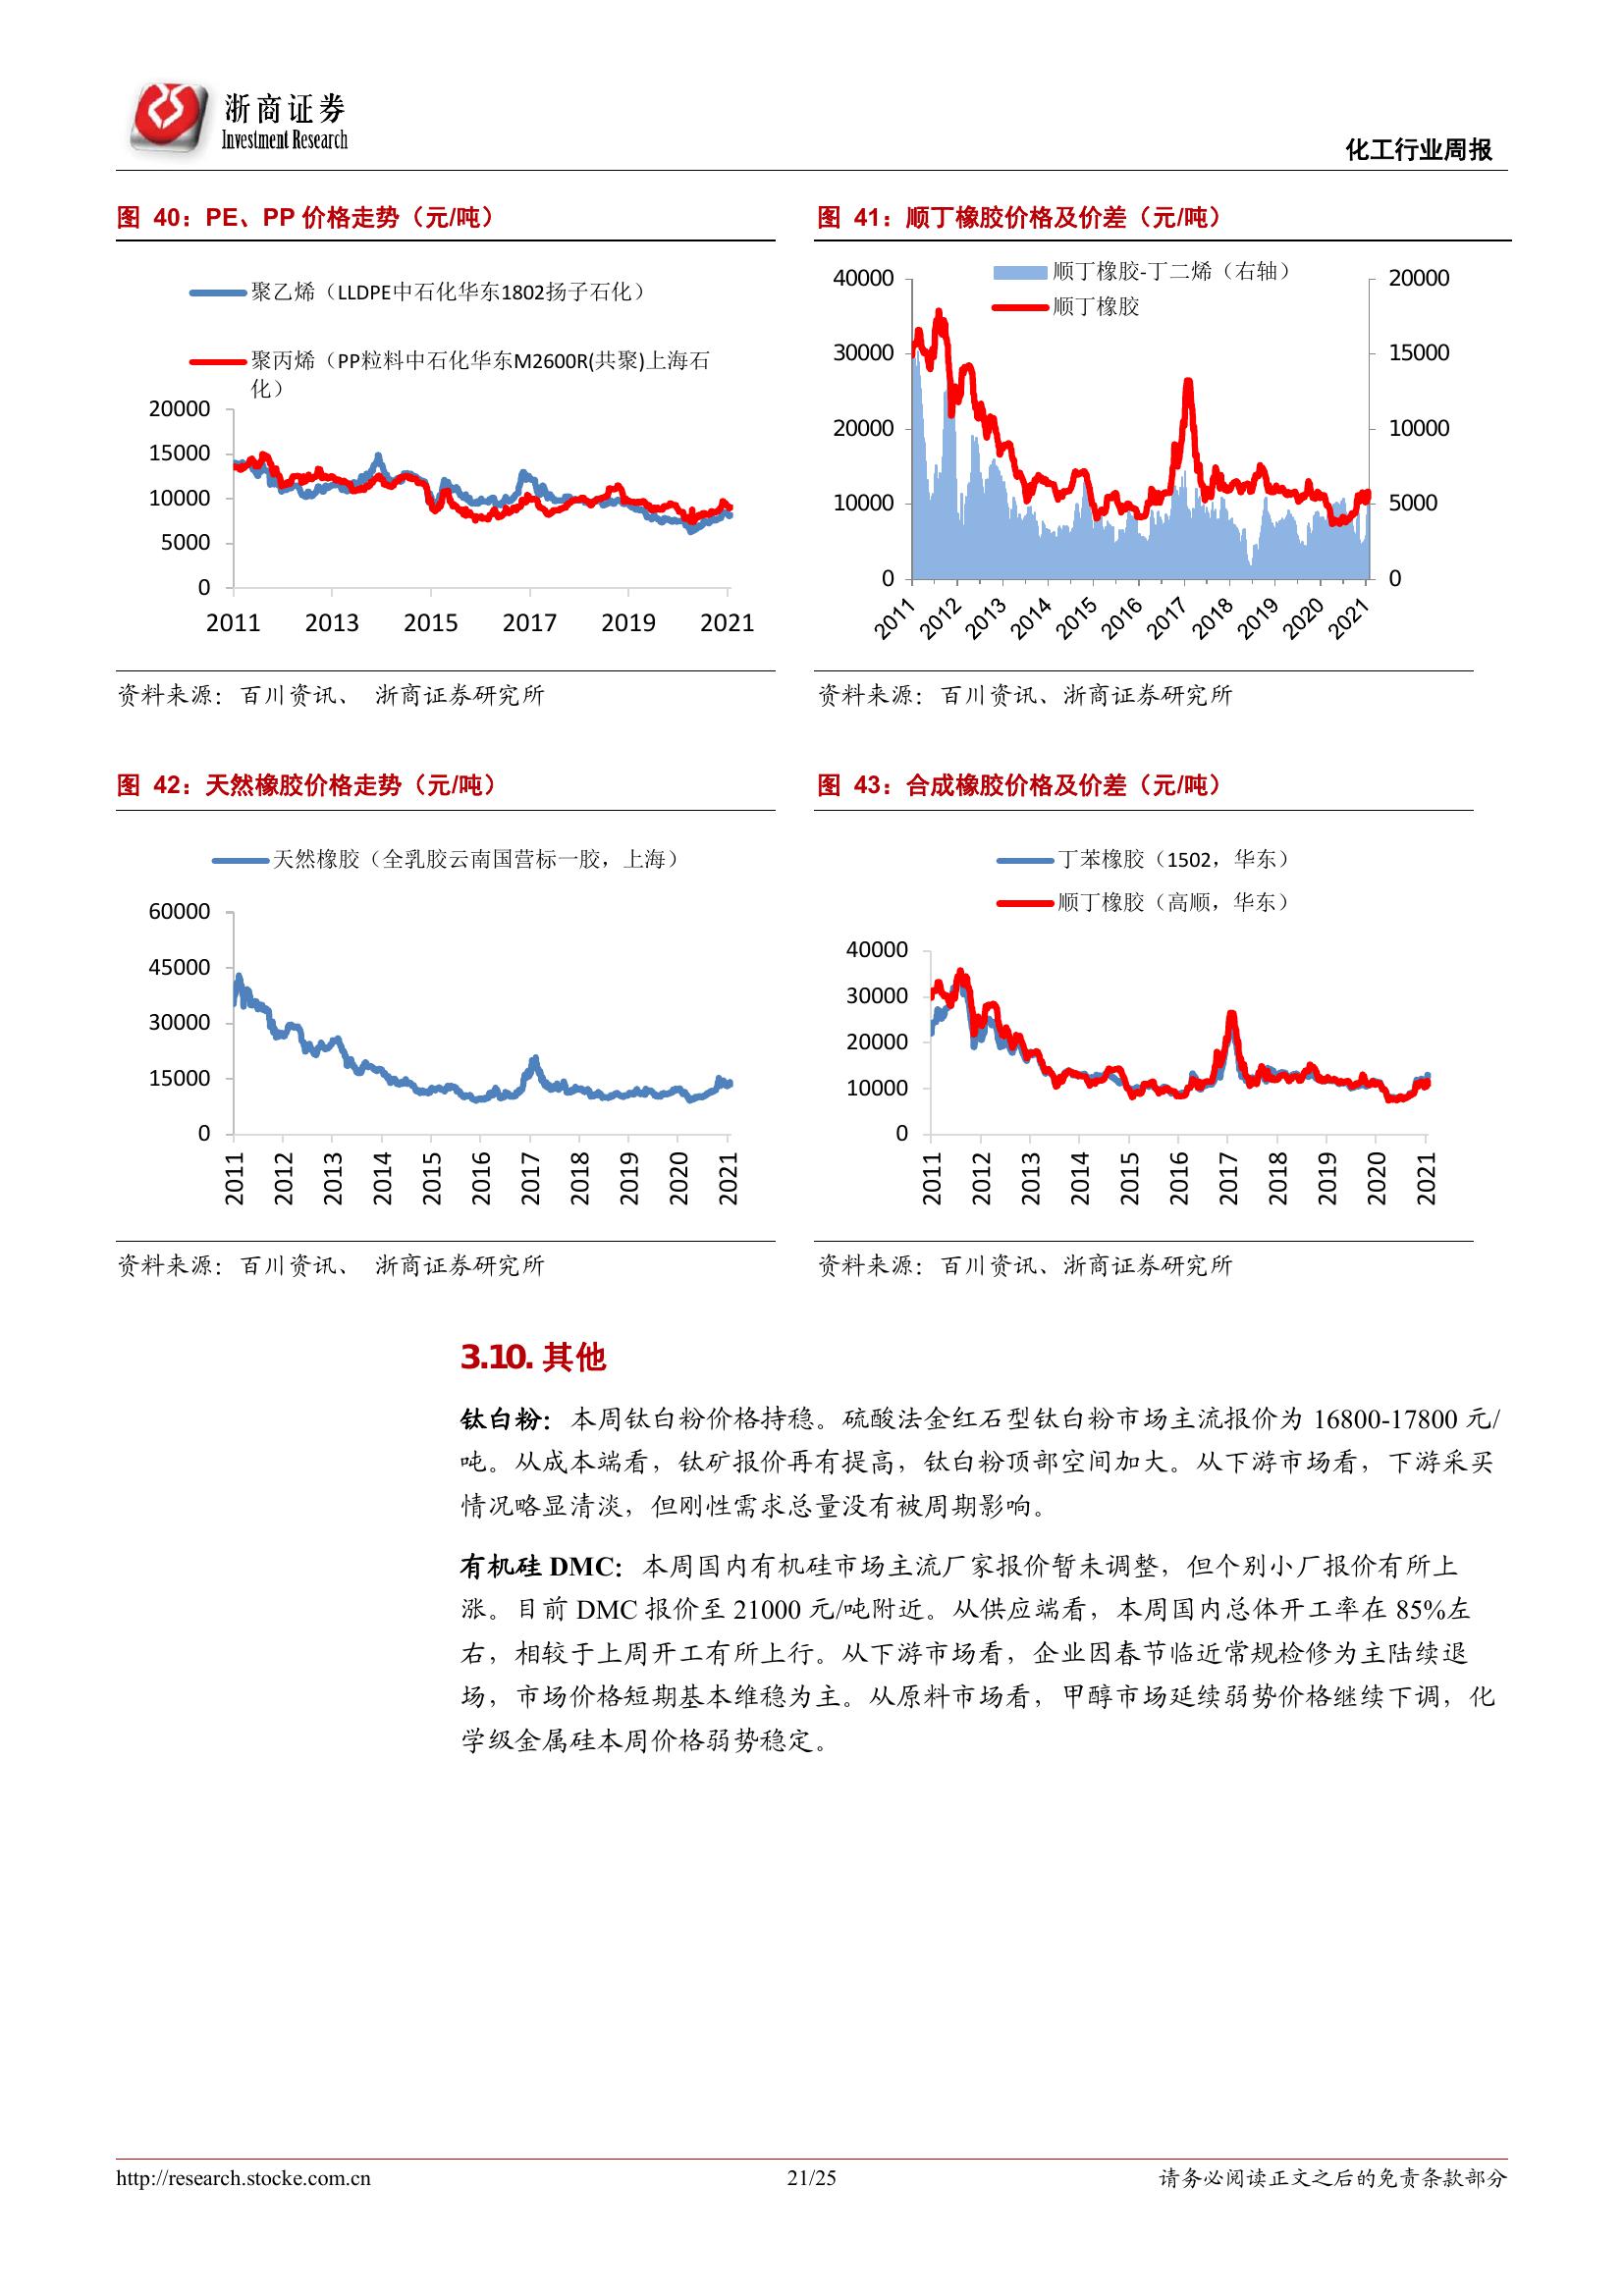 浙商证券
Investment Research
化工行业周报
图 40：PE、PP 价格走势（元/吨）
聚乙烯（LLDPE中石化华东1802扬子石化）
聚丙烯（PP粒料中石化华东M2600R(共聚)上海石
化）
20000
15000
10000
5000
0
2011 2013 2015 2017 2019 2021
资料来源：百川资讯、 浙商证券研究所
图 41：顺丁橡胶价格及价差（元/吨）
顺丁橡胶-丁二烯（右轴）
顺丁橡胶
40000
30000
20000
10000
0
20000
15000
10000
5000
0
2011 2012 2013 2014 2015 2016 2017 2018 2019 2020 2021
资料来源：百川资讯、浙商证券研究所
图 42：天然橡胶价格走势（元/吨）
天然橡胶（全乳胶云南国营标一胶，上海）
60000
45000
30000
15000
0
2011 2012 2013 2014 2015 2016 2017 2018 2019 2020 2021
资料来源：百川资讯、 浙商证券研究所
图 43：合成橡胶价格及价差（元/吨）
丁苯橡胶（1502，华东）
顺丁橡胶（高顺，华东）
40000
30000
20000
10000
0
2011 2012 2013 2014 2015 2016 2017 2018 2019 2020 2021
资料来源：百川资讯、浙商证券研究所
3.10. 其他
钛白粉：本周钛白粉价格持稳。硫酸法金红石型钛白粉市场主流报价为 16800-17800 元/
吨。从成本端看，钛矿报价再有提高，钛白粉顶部空间加大。从下游市场看，下游采买
情况略显清淡，但刚性需求总量没有被周期影响。
有机硅 DMC：本周国内有机硅市场主流厂家报价暂未调整，但个别小厂报价有所上
涨。目前 DMC 报价至 21000 元/吨附近。从供应端看，本周国内总体开工率在 85%左
右，相较于上周开工有所上行。从下游市场看，企业因春节临近常规检修为主陆续退
场，市场价格短期基本维稳为主。从原料市场看，甲醇市场延续弱势价格继续下调，化
学级金属硅本周价格弱势稳定。
http://research.stocke.com.cn
21/25
请务必阅读正文之后的免责条款部分